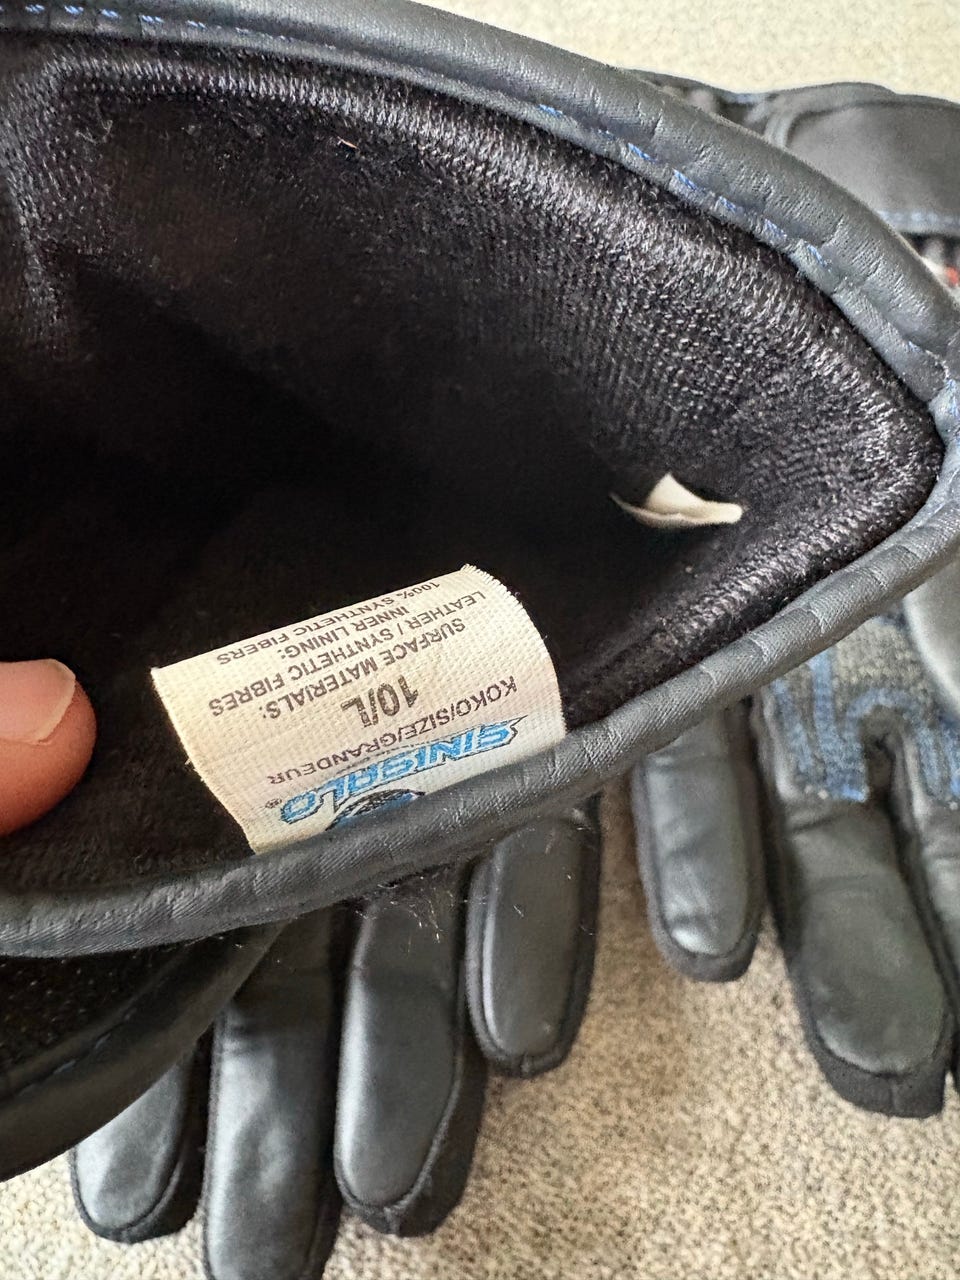 SINISALO®
KOKO/SIZE/GRANDEUR
10/L
SURFACE MATERIALS:
LEATHER / SYNTHETIC FIBRES
INNER LINING:
100% SYNTHETIC FIBERS